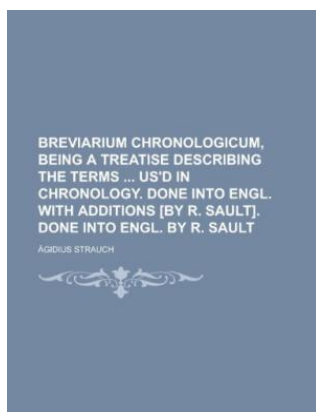 BREVIARIUM CHRONOLOGICUM,
BEING A TREATISE DESCRIBING
THE TERMS ... US'D IN
CHRONOLOGY. DONE INTO ENGL.
WITH ADDITIONS [BY R. SAULT].
DONE INTO ENGL. BY R. SAULT
ÄGIDIUS STRAUCH